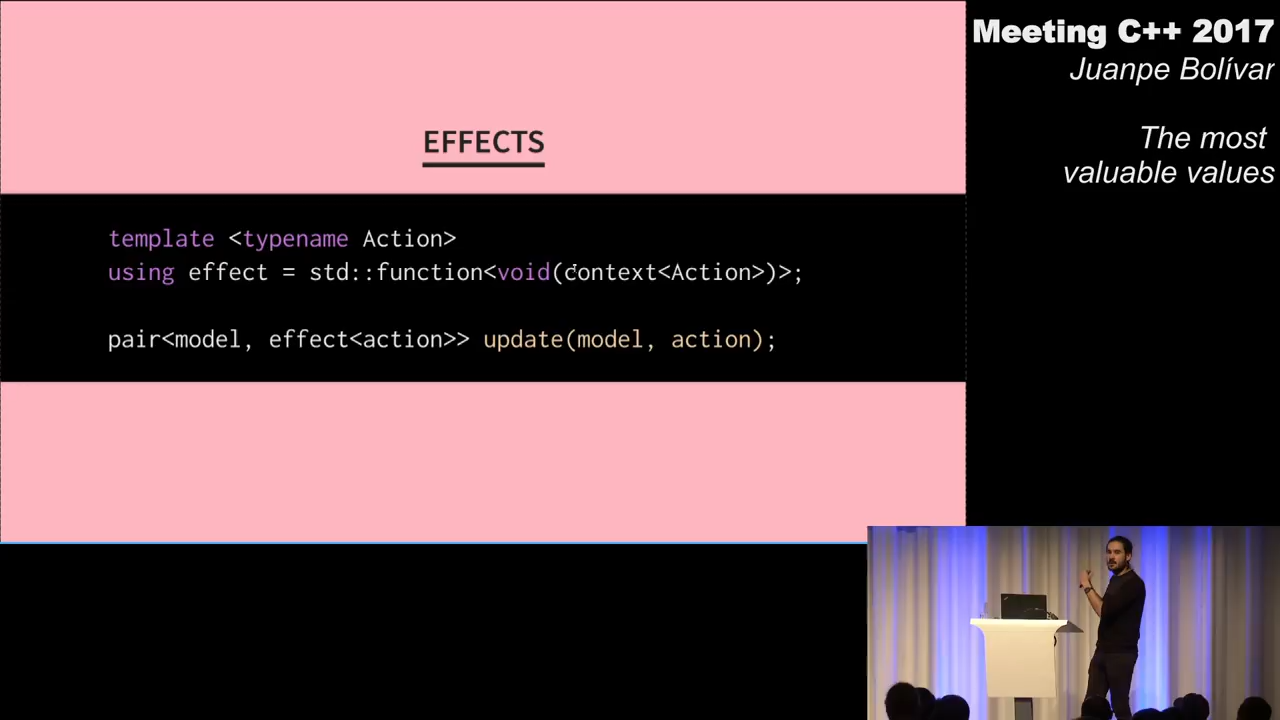 Meeting C++ 2017
Juanpe Bolívar
The most
valuable values
EFFECTS
template <typename Action>
using effect = std::function<void(context<Action>)>;
pair<model, effect<action>> update(model, action);